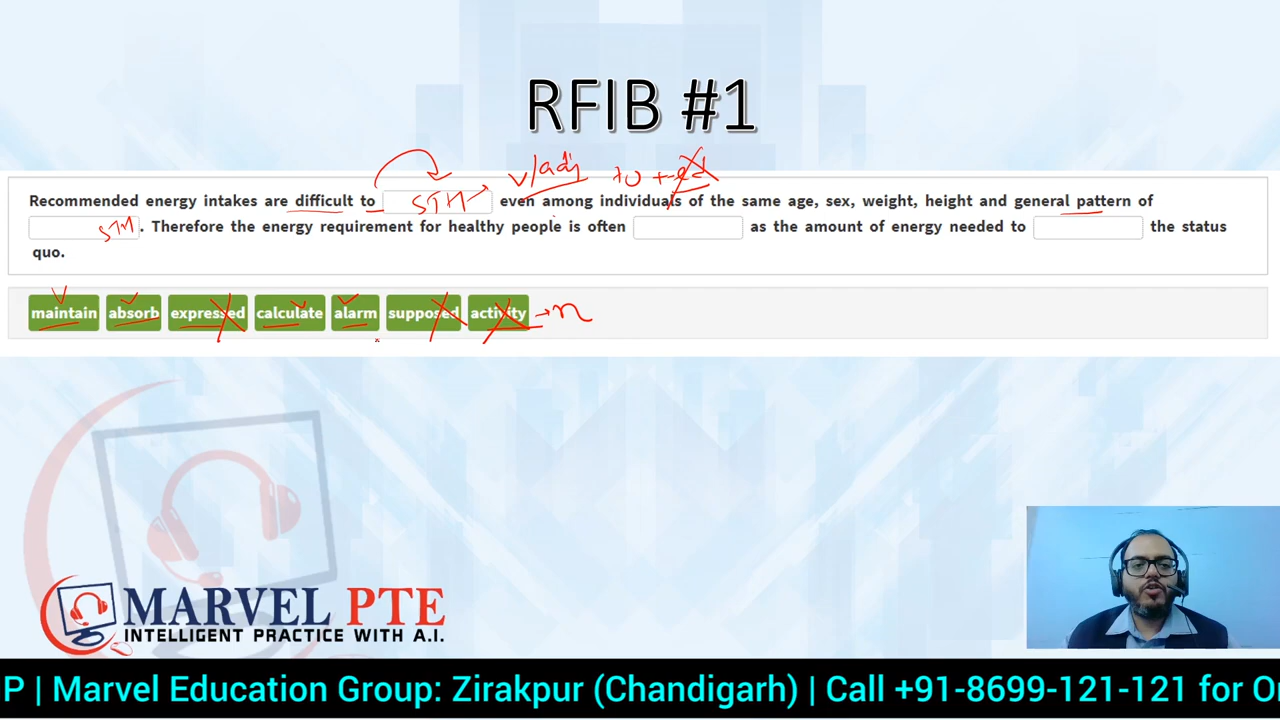 RFIB #1
v/adj to + ed
Recommended energy intakes are difficult to STM even among individuals of the same age, sex, weight, height and general pattern of
STM . Therefore the energy requirement for healthy people is often as the amount of energy needed to the status
quo.
maintain absorb expressed calculate alarm supposed activity → n
MARVEL PTE
INTELLIGENT PRACTICE WITH A.I.
P | Marvel Education Group: Zirakpur (Chandigarh) | Call +91-8699-121-121 for On